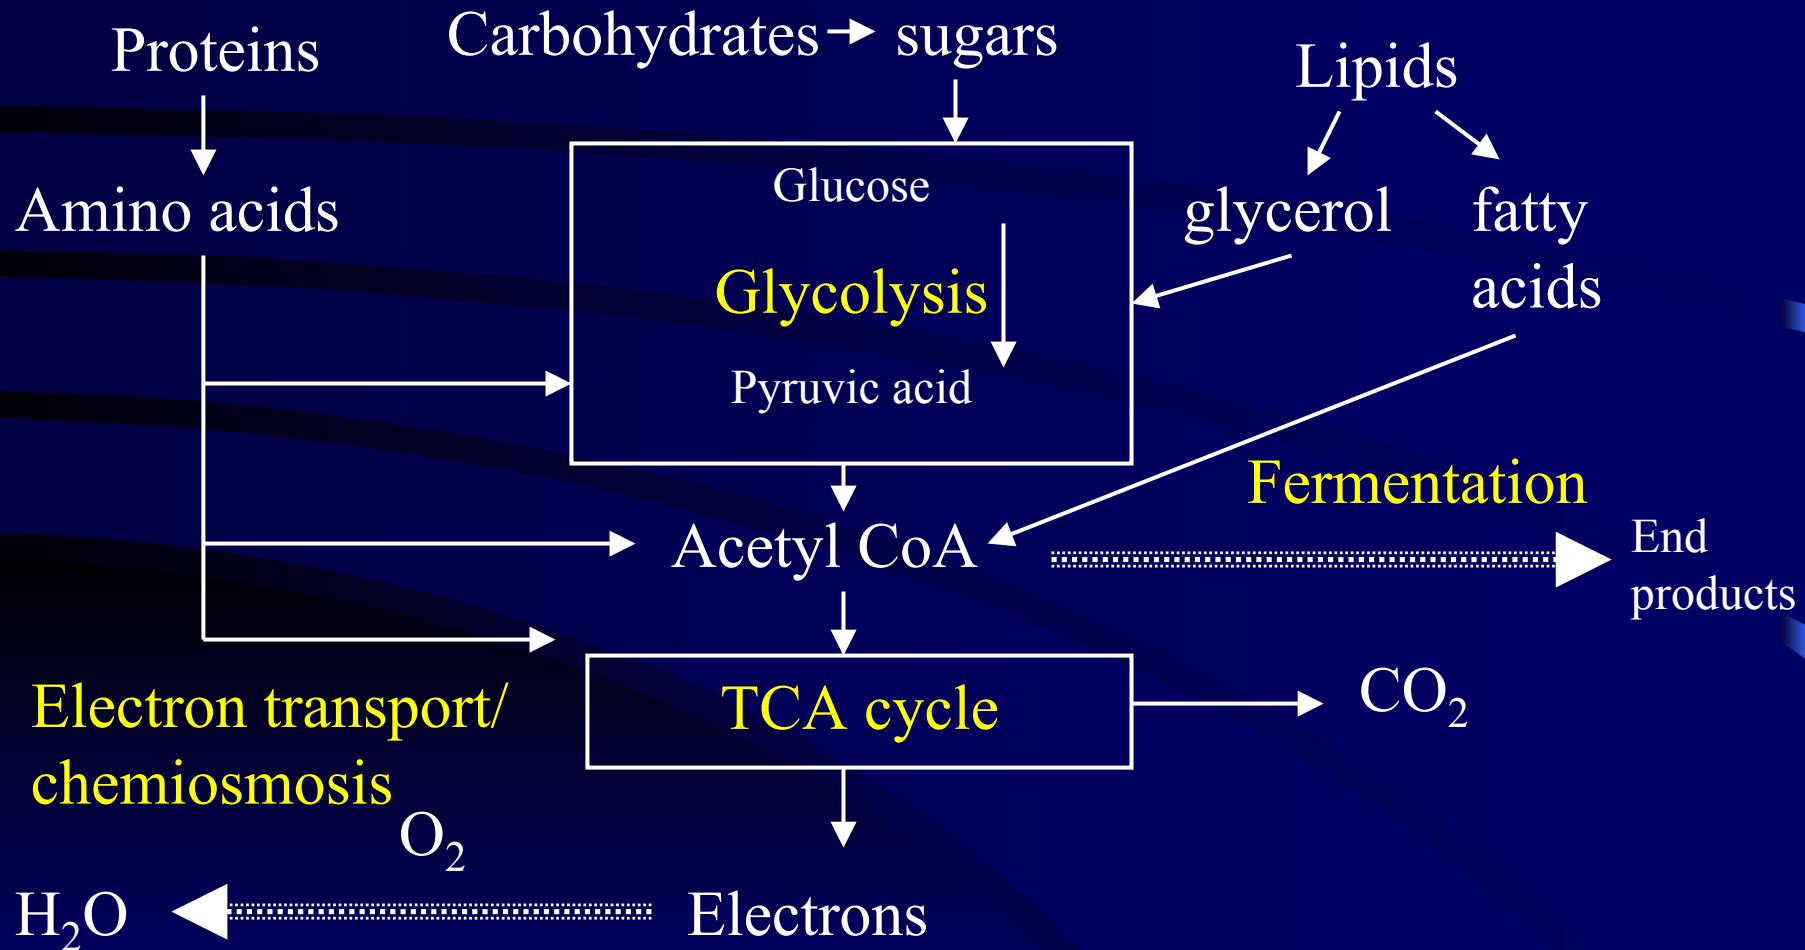 Proteins
Carbohydrates
sugars
Lipids
Amino acids
Glucose
Glycolysis
Pyruvic acid
glycerol
fatty
acids
Fermentation
Acetyl CoA
End
products
Electron transport/
chemiosmosis
TCA cycle
CO₂
O₂
H₂O
Electrons